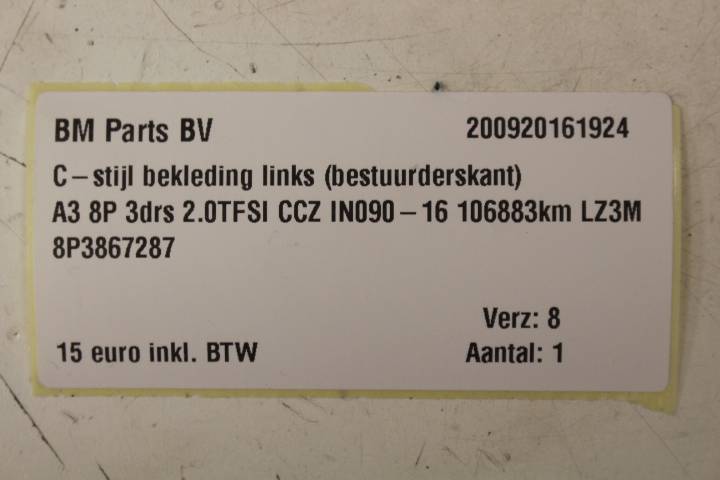 BM Parts BV 200920161924
C-stijl bekleding links (bestuurderskant)
A3 8P 3drs 2.0TFSI CCZ IN090-16 106883km LZ3M
8P3867287
Verz: 8
15 euro inkl. BTW Aantal: 1